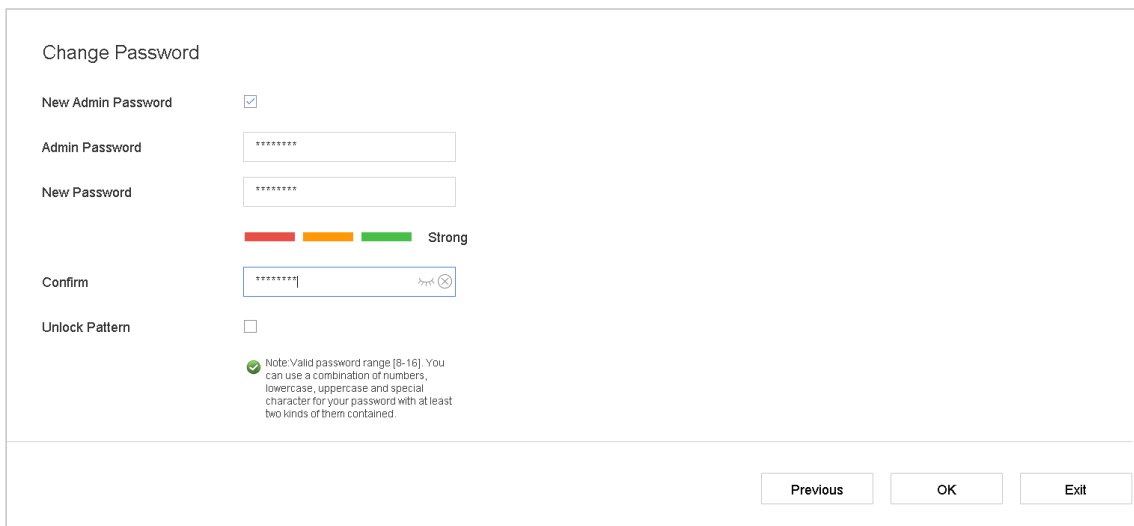 Change Password
New Admin Password
Admin Password ********
New Password ********
Strong
Confirm ********
Unlock Pattern
Note:Valid password range [8-16]. You
can use a combination of numbers,
lowercase, uppercase and special
character for your password with at least
two kinds of them contained.
Previous OK Exit